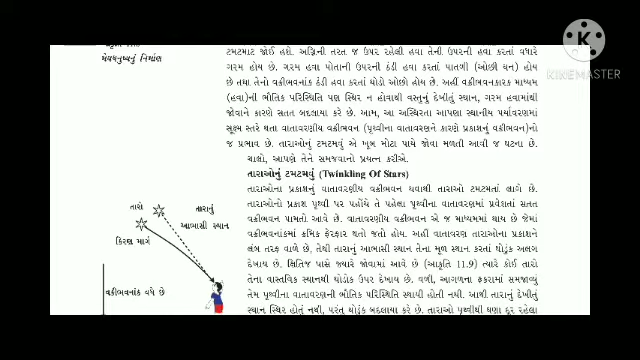 મેઘધનુષ્યનું નિર્માણ
ટમટમાટ જોઈ હશે. અગ્નિની તરત જ ઉપર રહેલી હવા તેની ઉપરની હવા કરતાં વધારે
ગરમ હોય છે. ગરમ હવા પોતાની ઉપરની ઠંડી હવા કરતાં પાતળી (ઓછી ઘન) હોય
છે તથા તેનો વક્રીભવનાંક ઠંડી હવા કરતાં થોડો ઓછો હોય છે. અહીં વક્રીભવનકારક માધ્યમ
(હવા)ની ભૌતિક પરિસ્થિતિ પણ સ્થિર ન હોવાથી વસ્તુનું દેખીતું સ્થાન, ગરમ હવામાંથી
જોવાને કારણે સતત બદલાયા કરે છે. આમ, આ અસ્થિરતા આપણા સ્થાનીય પર્યાવરણમાં
સૂક્ષ્મ સ્તરે થતા વાતાવરણીય વક્રીભવન (પૃથ્વીના વાતાવરણને કારણે પ્રકાશનું વક્રીભવન)નો
જ પ્રભાવ છે. તારાઓનું ટમટમવું એ ખૂબ મોટા પાયે જોવા મળતી આવી જ ઘટના છે.
ચાલો, આપણે તેને સમજવાનો પ્રયત્ન કરીએ.
તારાઓનું ટમટમવું (Twinkling Of Stars)
તારાઓના પ્રકાશનું વાતાવરણીય વક્રીભવન થવાથી તારાઓ ટમટમતાં લાગે છે.
તારાઓનો પ્રકાશ પૃથ્વી પર પહોંચે તે પહેલા પૃથ્વીના વાતાવરણમાં પ્રવેશતાં સતત
વક્રીભવન પામતો આવે છે. વાતાવરણીય વક્રીભવન એ જ માધ્યમમાં થાય છે જેમાં
વક્રીભવનાંકમાં ક્રમિક ફેરફાર થતો જતો હોય. અહીં વાતાવરણ તારાઓના પ્રકાશને
લંબ તરફ વાળે છે. તેથી તારાનું આભાસી સ્થાન તેના મૂળ સ્થાન કરતાં થોડુંક અલગ
દેખાય છે. ક્ષિતિજ પાસે જ્યારે જોવામાં આવે છે (આકૃતિ 11.9) ત્યારે કોઈ તારો
તેના વાસ્તવિક સ્થાનથી થોડોક ઉપર દેખાય છે. વળી, આગળના ફકરામાં સમજાવ્યું
તેમ પૃથ્વીના વાતાવરણની ભૌતિક પરિસ્થિતિ સ્થાયી હોતી નથી. આથી તારાનું દેખીતું
સ્થાન સ્થિર હોતું નથી, પરંતુ થોડુંક બદલાયા કરે છે. તારાઓ પૃથ્વીથી ઘણા દૂર રહેલા
તારો
તારાનું
આભાસી સ્થાન
કિરણ માર્ગ
વક્રીભવનાંક વધે છે
KINEMASTER